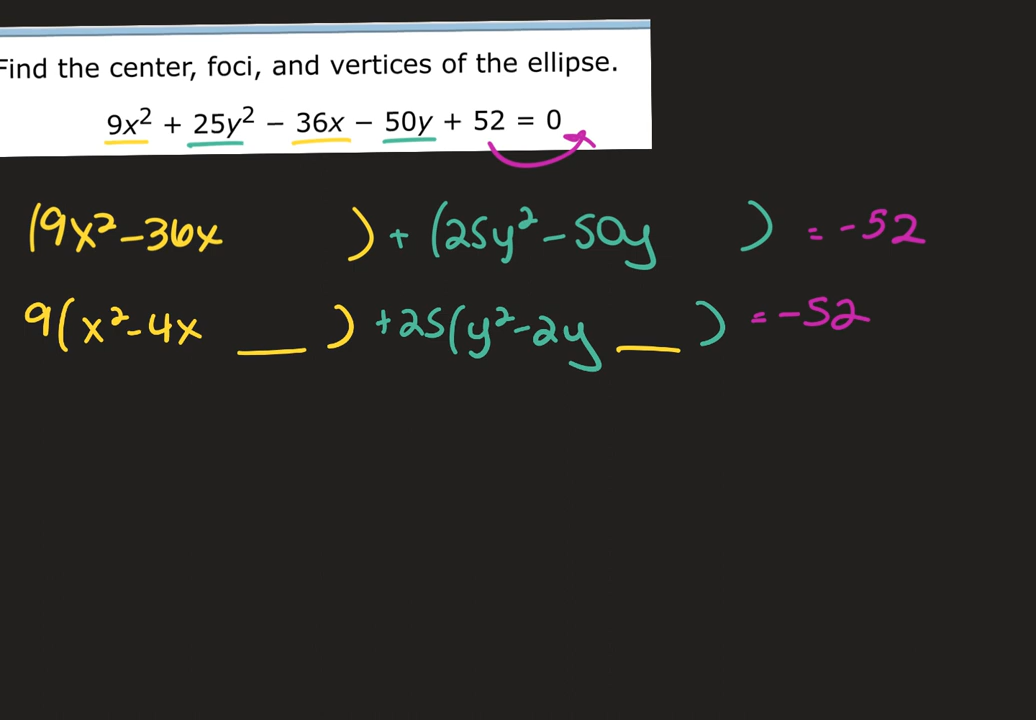 Find the center, foci, and vertices of the ellipse.
9x² + 25y² − 36x − 50y + 52 = 0
(9x²-36x ) + (25y²-50y ) = -52
9(x²-4x __ ) +25(y²-2y __ ) = -52